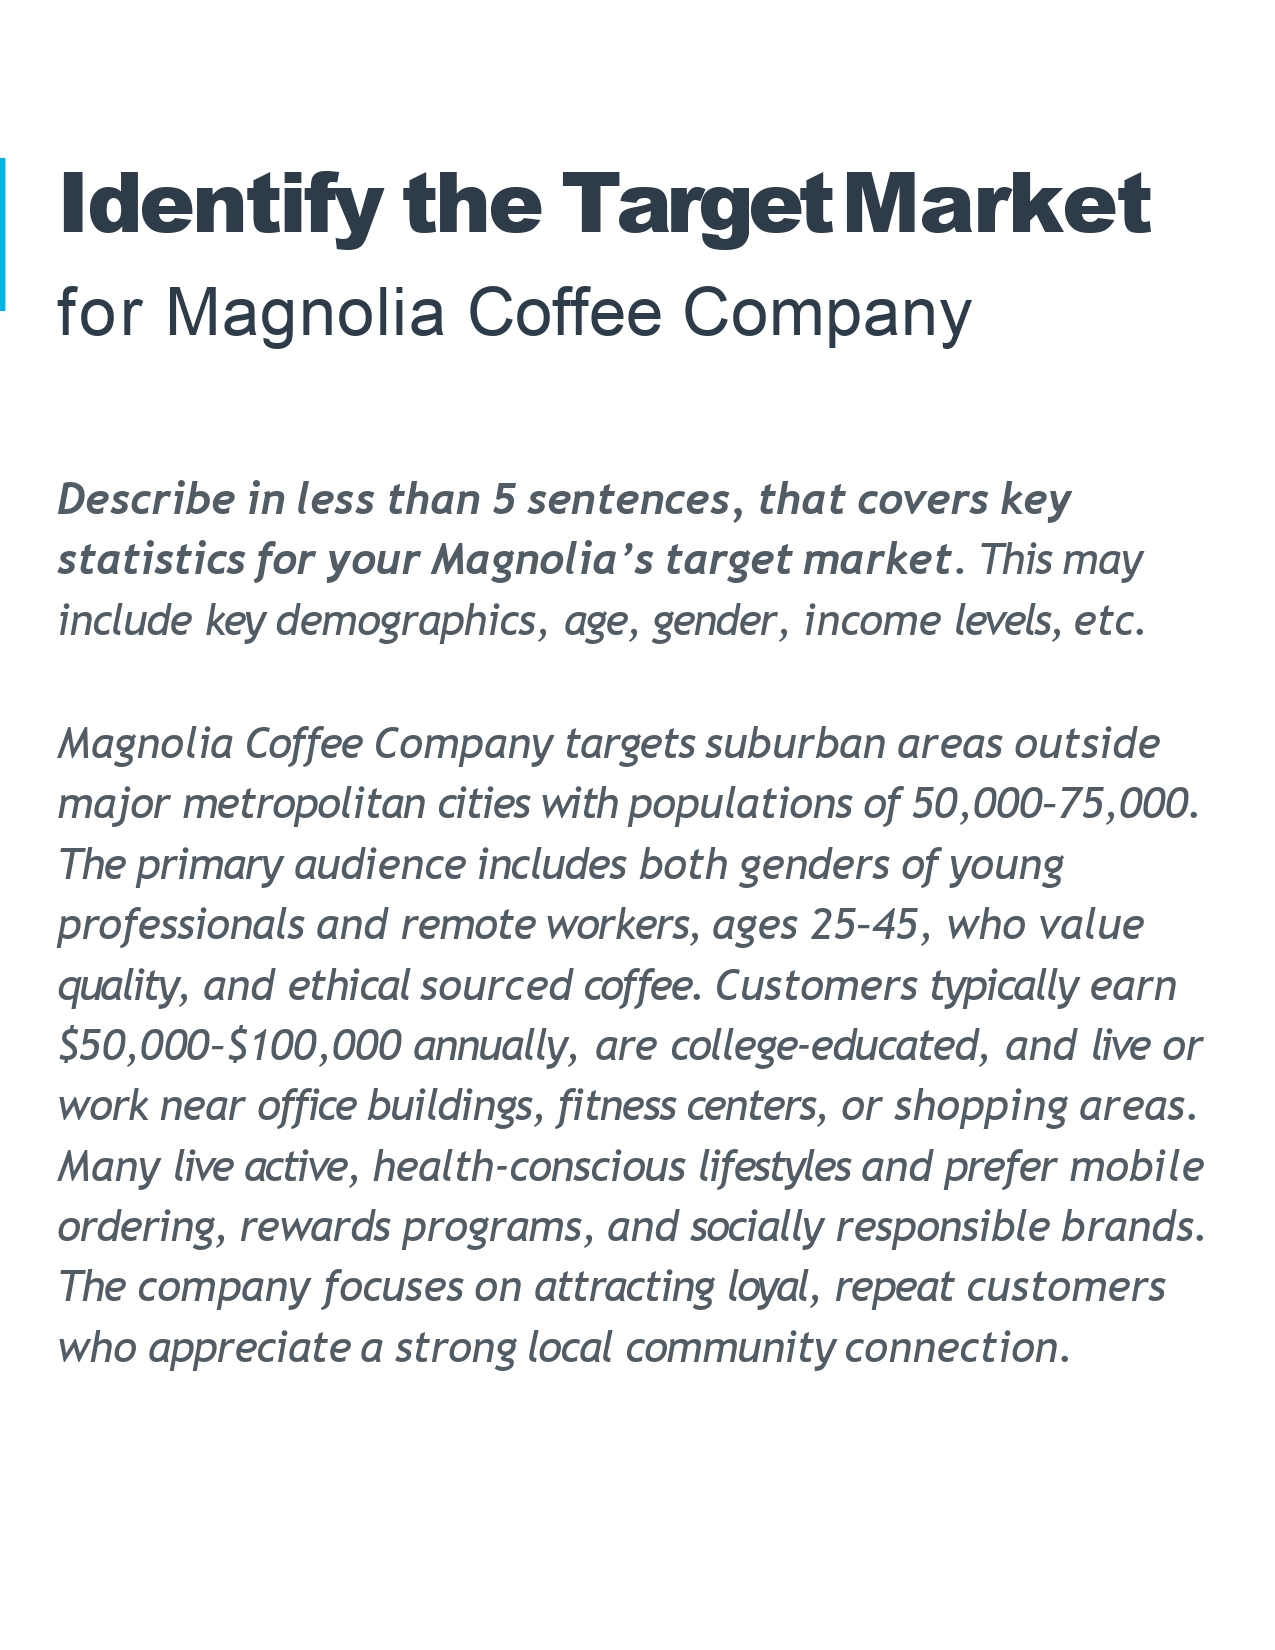 Identify the Target Market
for Magnolia Coffee Company
Describe in less than 5 sentences, that covers key
statistics for your Magnolia’s target market. This may
include key demographics, age, gender, income levels, etc.
Magnolia Coffee Company targets suburban areas outside
major metropolitan cities with populations of 50,000–75,000.
The primary audience includes both genders of young
professionals and remote workers, ages 25–45, who value
quality, and ethical sourced coffee. Customers typically earn
$50,000–$100,000 annually, are college-educated, and live or
work near office buildings, fitness centers, or shopping areas.
Many live active, health-conscious lifestyles and prefer mobile
ordering, rewards programs, and socially responsible brands.
The company focuses on attracting loyal, repeat customers
who appreciate a strong local community connection.